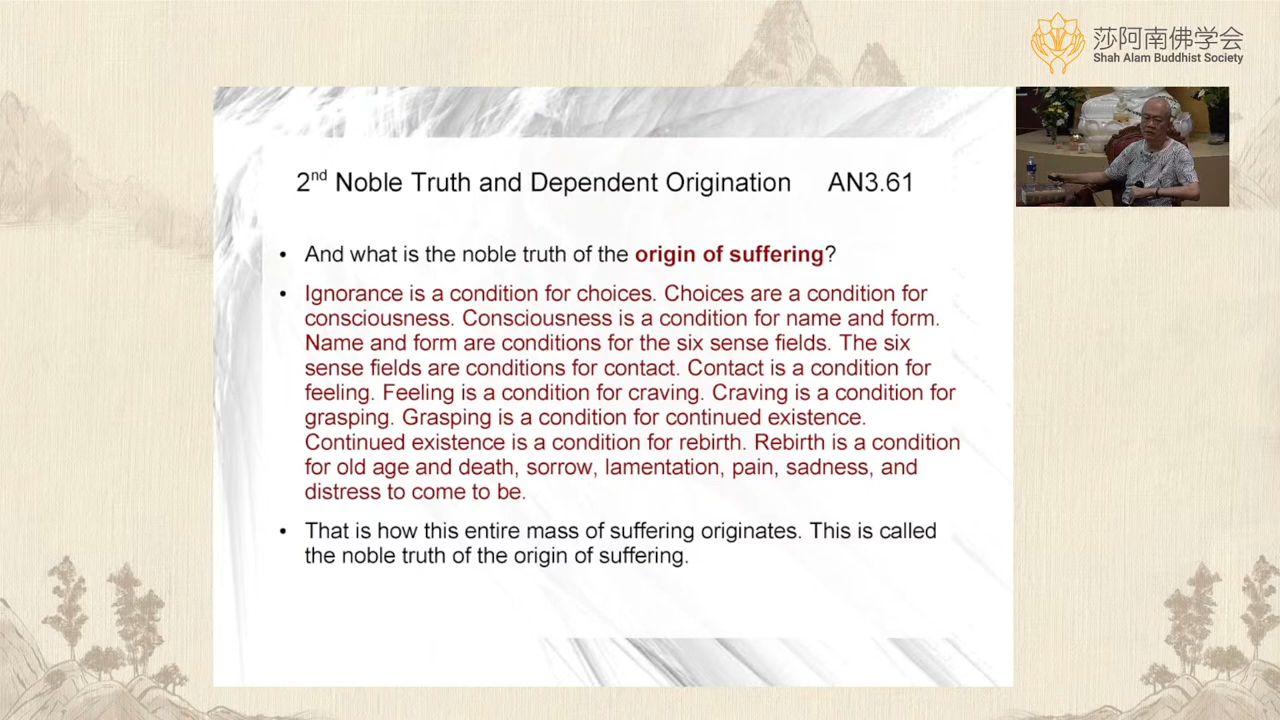 莎阿南佛学会
Shah Alam Buddhist Society
2nd Noble Truth and Dependent Origination AN3.61
• And what is the noble truth of the origin of suffering?
• Ignorance is a condition for choices. Choices are a condition for
consciousness. Consciousness is a condition for name and form.
Name and form are conditions for the six sense fields. The six
sense fields are conditions for contact. Contact is a condition for
feeling. Feeling is a condition for craving. Craving is a condition for
grasping. Grasping is a condition for continued existence.
Continued existence is a condition for rebirth. Rebirth is a condition
for old age and death, sorrow, lamentation, pain, sadness, and
distress to come to be.
• That is how this entire mass of suffering originates. This is called
the noble truth of the origin of suffering.